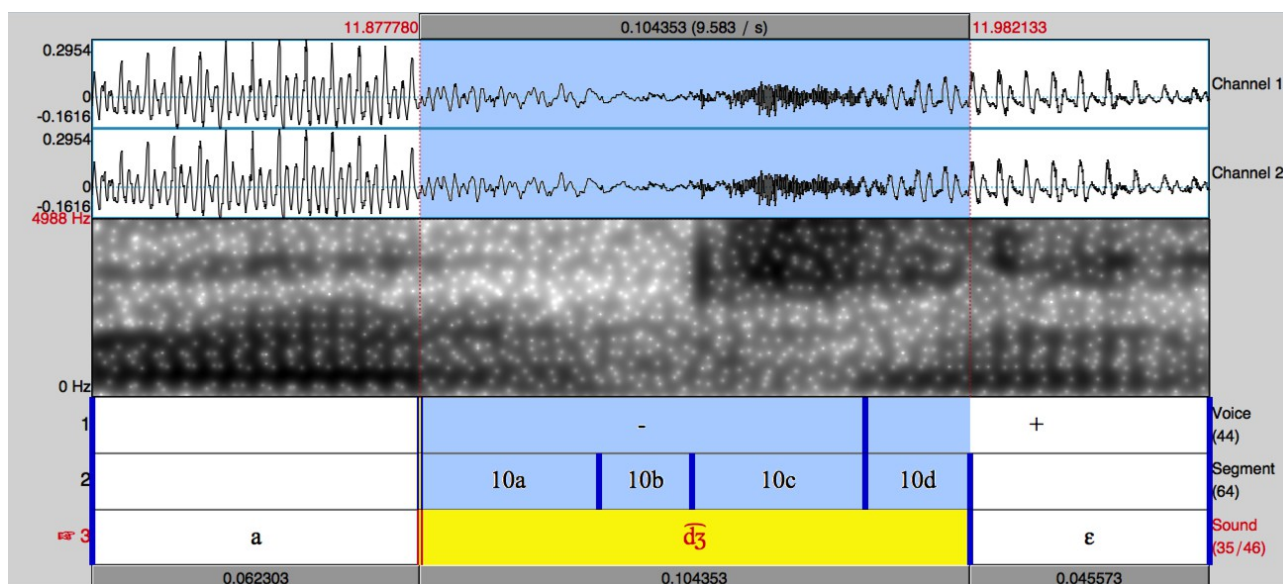 11.877780 0.104353 (9.583 / s) 11.982133
0.2954
0
-0.1616
Channel 1
0.2954
0
-0.1616
Channel 2
4988 Hz
0 Hz
1 - + Voice
(44)
2 10a 10b 10c 10d Segment
(64)
☞ 3 a d͡ʒ ɛ Sound
(35/46)
0.062303 0.104353 0.045573